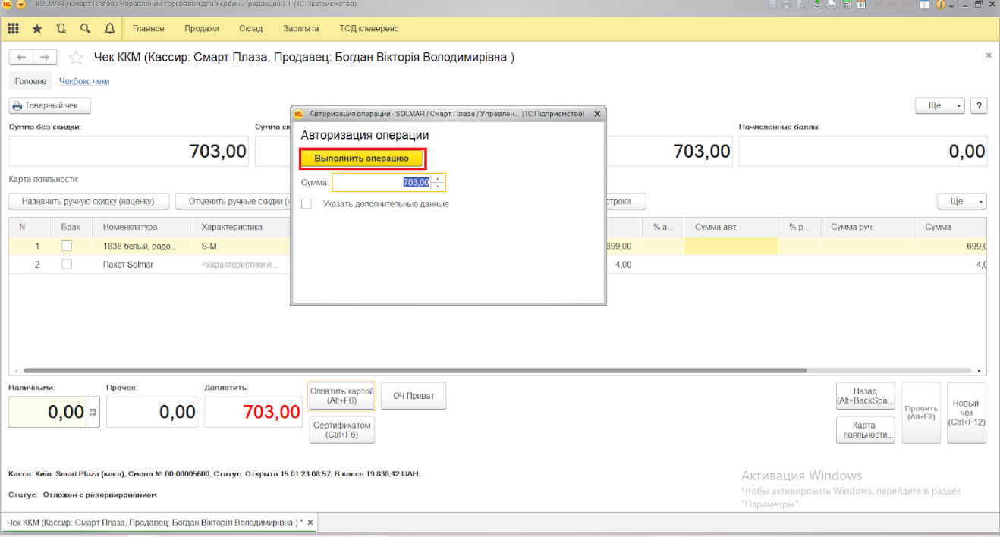 SOLMAR / Смарт Плаза / Управление торговлей для Украины, редакция 3.1 (1С:Підприємство)
Главное Продажи Склад Зарплата ТСД клеверенс
Чек ККМ (Кассир: Смарт Плаза, Продавец: Богдан Вікторія Володимирівна )
Головне Чекбокс чеки
Товарный чек
Ще ?
Сумма без скидки: Сумма ск Начисленные баллы:
703,00 703,00 0,00
Карта лояльности:
Назначить ручную скидку (наценку) Отменить ручные скидки (н строки Ще
N Брак Номенклатура Характеристика % а... Сумма авт. % р... Сумма руч. Сумма
1 1838 белый, водо... S-M 699,00 699,0
2 Пакет Solmar <характеристики н... 4,00 4,0
Авторизация операции - SOLMAR / Смарт Плаза / Управлен... (1С:Підприємство)
Авторизация операции
Выполнить операцию
Сумма: 703,00
Указать дополнительные данные
Наличными: Прочее: Доплатить:
0,00 0,00 703,00
Оплатить картой
(Alt+F6)
ОЧ Приват
Сертификатом
(Ctrl+F6)
Назад
(Alt+BackSpa...
Карта
лояльности...
Пробить
(Alt+F2)
Новый
чек
(Ctrl+F12)
Касса: Київ. Smart Plaza (каса), Смена № 00-00005600, Статус: Открыта 15.01.23 08:57, В кассе 19 838,42 UAH.
Статус: Отложен с резервированием
Активация Windows
Чтобы активировать Windows, перейдите в раздел
"Параметры".
Чек ККМ (Кассир: Смарт Плаза, Продавец: Богдан Вікторія Володимирівна ) *